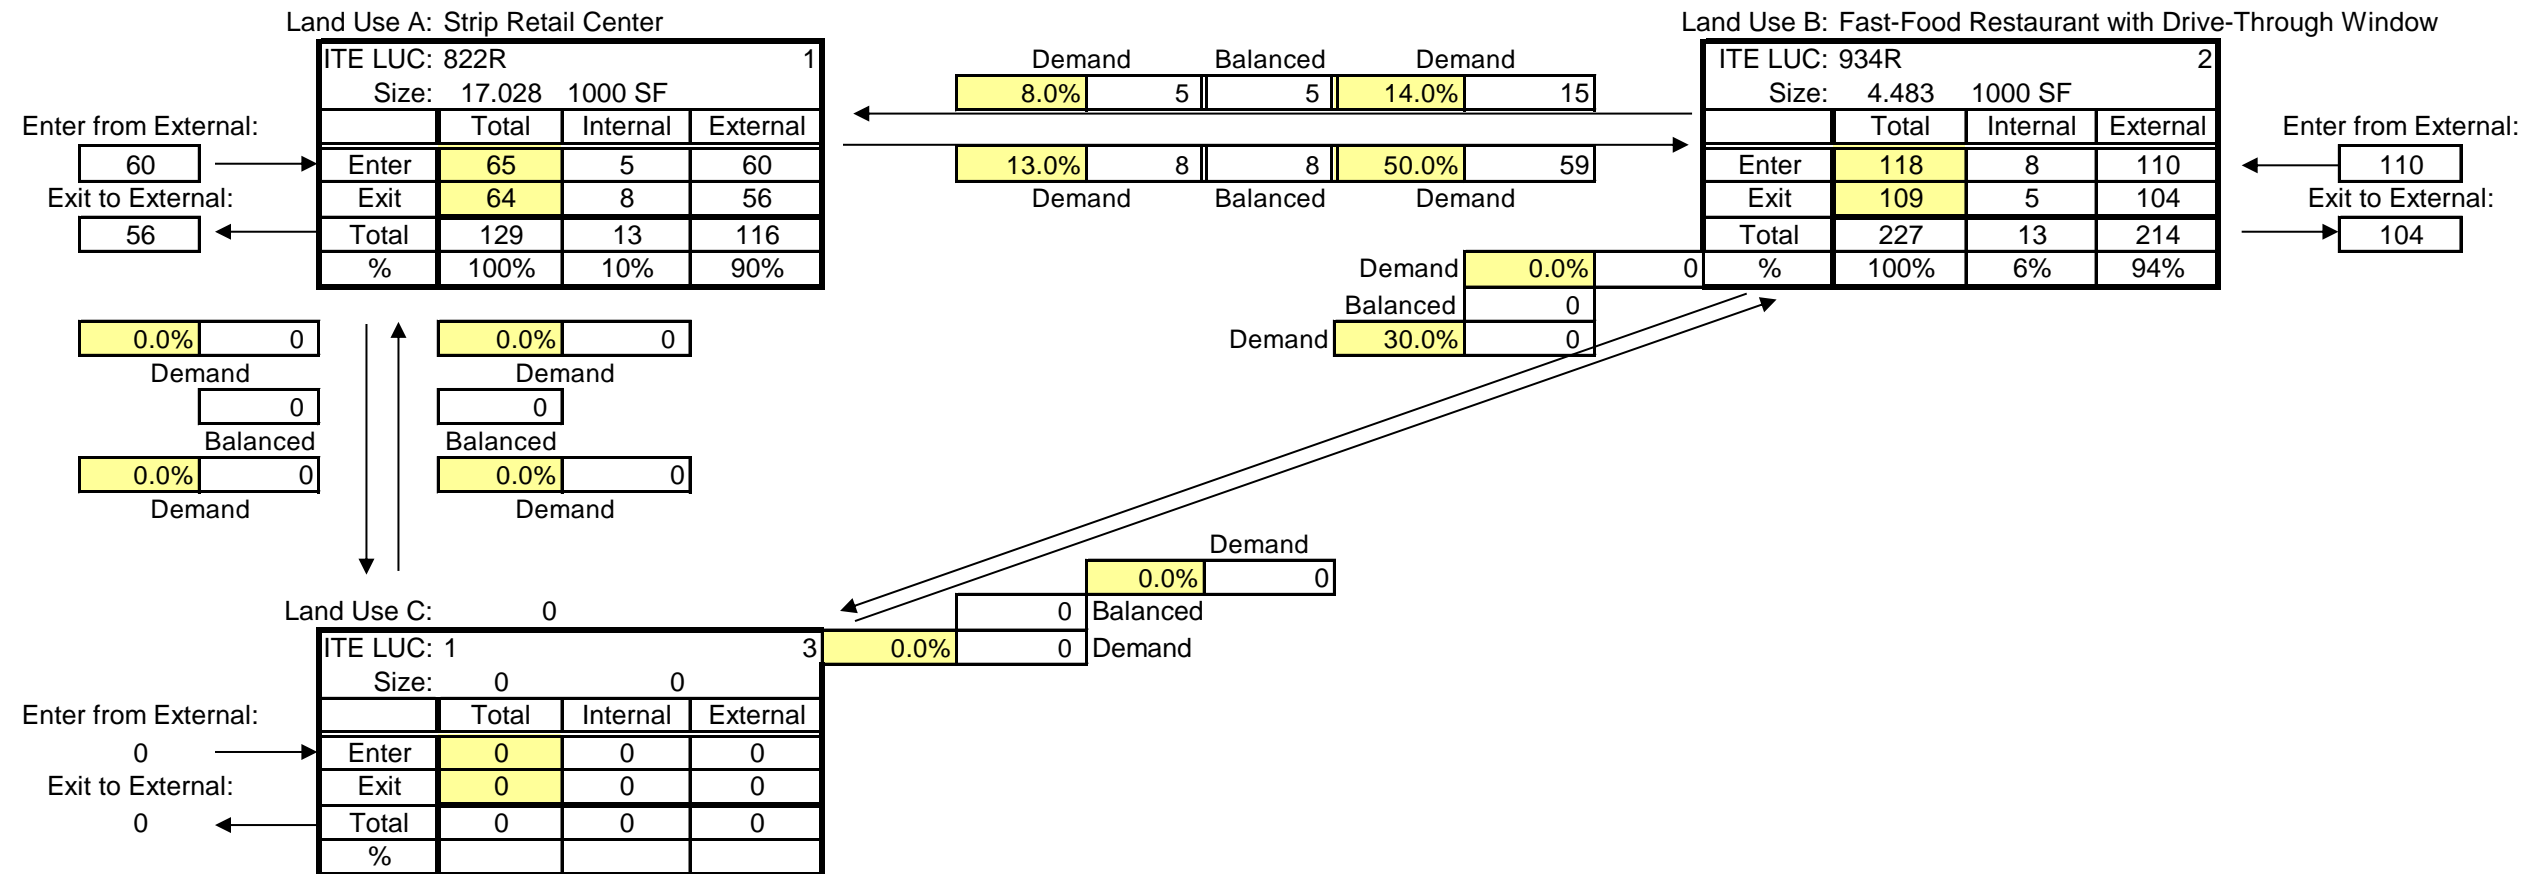 Land Use A: Strip Retail Center Land Use B: Fast-Food Restaurant with Drive-Through Window
ITE LUC: 822R 1 Demand Balanced Demand ITE LUC: 934R 2
Size: 17.028 1000 SF 8.0% 5 5 14.0% 15 Size: 4.483 1000 SF
Enter from External: Total Internal External Total Internal External Enter from External:
60 Enter 65 5 60 13.0% 8 8 50.0% 59 Enter 118 8 110 110
Exit to External: Exit 64 8 56 Demand Balanced Demand Exit 109 5 104 Exit to External:
56 Total 129 13 116 Total 227 13 214 104
% 100% 10% 90% Demand 0.0% 0 % 100% 6% 94%
Balanced 0
0.0% 0 0.0% 0 Demand 30.0% 0
Demand Demand
0 0
Balanced Balanced
0.0% 0 0.0% 0
Demand Demand
Demand
0.0% 0
Land Use C: 0 0 Balanced
ITE LUC: 1 3 0.0% 0 Demand
Size: 0 0
Enter from External: Total Internal External
0 Enter 0 0 0
Exit to External: Exit 0 0 0
0 Total 0 0 0
%